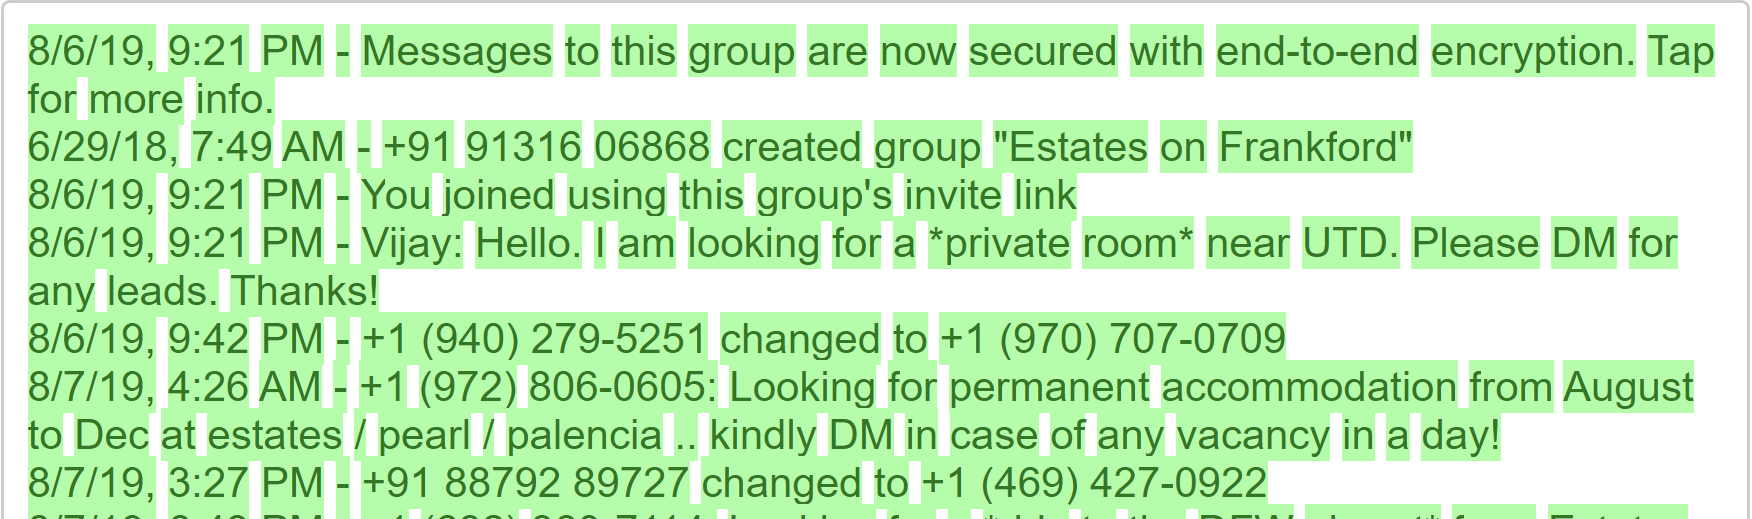 8/6/19, 9:21 PM - Messages to this group are now secured with end-to-end encryption. Tap
for more info.
6/29/18, 7:49 AM - +91 91316 06868 created group "Estates on Frankford"
8/6/19, 9:21 PM - You joined using this group's invite link
8/6/19, 9:21 PM - Vijay: Hello. I am looking for a *private room* near UTD. Please DM for
any leads. Thanks!
8/6/19, 9:42 PM - +1 (940) 279-5251 changed to +1 (970) 707-0709
8/7/19, 4:26 AM - +1 (972) 806-0605: Looking for permanent accommodation from August
to Dec at estates / pearl / palencia .. kindly DM in case of any vacancy in a day!
8/7/19, 3:27 PM - +91 88792 89727 changed to +1 (469) 427-0922